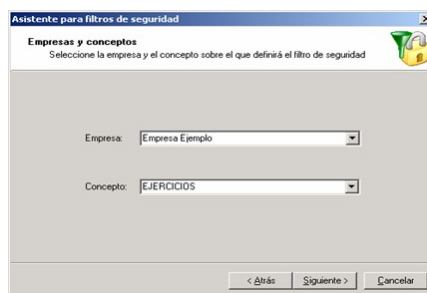 Asistente para filtros de seguridad
Empresas y conceptos
Seleccione la empresa y el concepto sobre el que definirá el filtro de seguridad
Empresa: Empresa Ejemplo
Concepto: EJERCICIOS
< Atrás Siguiente > Cancelar